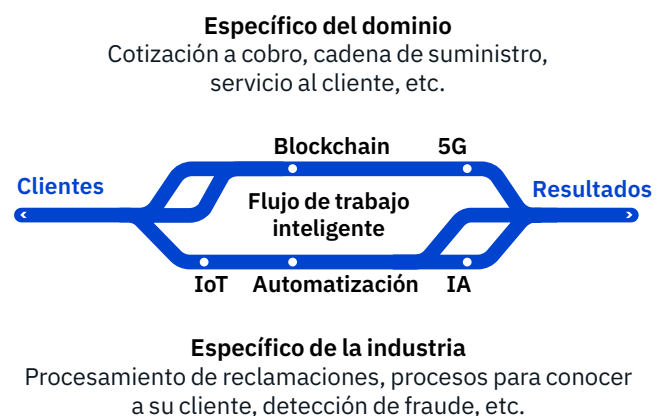 Específico del dominio
Cotización a cobro, cadena de suministro,
servicio al cliente, etc.
Blockchain
5G
Clientes
Resultados
Flujo de trabajo
inteligente
IoT
Automatización
IA
Específico de la industria
Procesamiento de reclamaciones, procesos para conocer
a su cliente, detección de fraude, etc.